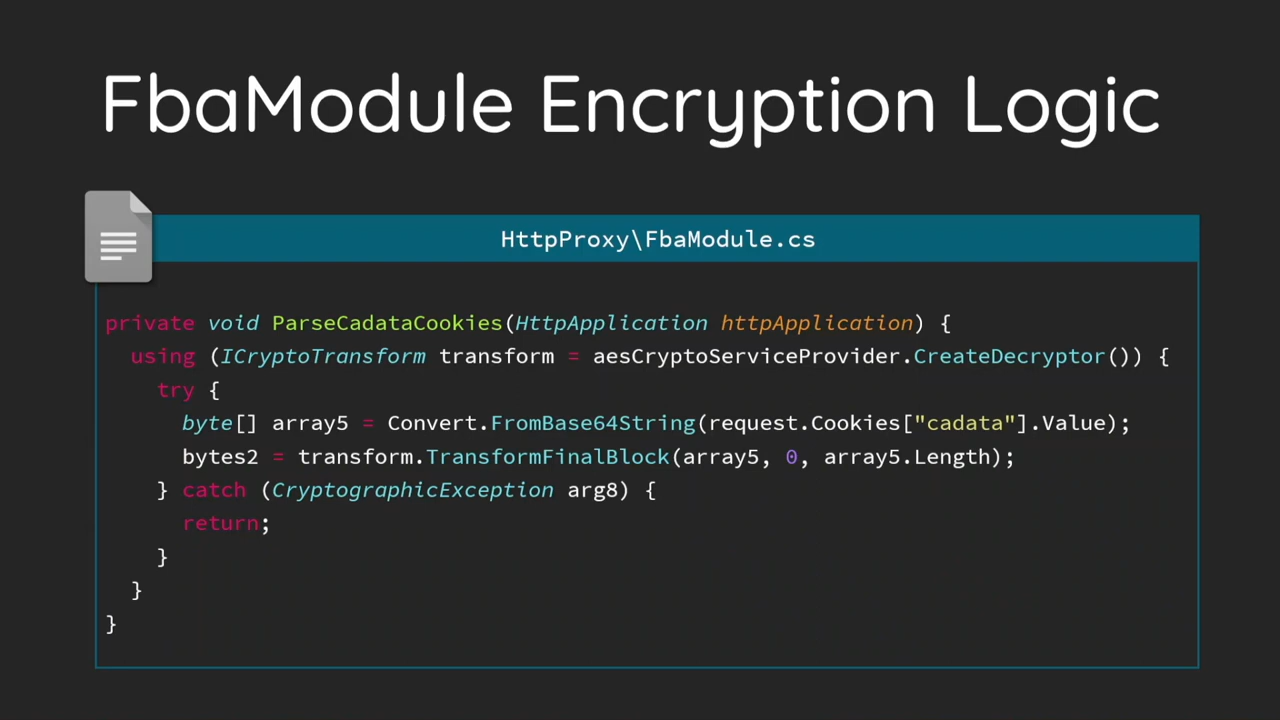 FbaModule Encryption Logic
HttpProxy\FbaModule.cs
private void ParseCadataCookies(HttpApplication httpApplication) {
using (ICryptoTransform transform = aesCryptoServiceProvider.CreateDecryptor()) {
try {
byte[] array5 = Convert.FromBase64String(request.Cookies["cadata"].Value);
bytes2 = transform.TransformFinalBlock(array5, 0, array5.Length);
} catch (CryptographicException arg8) {
return;
}
}
}